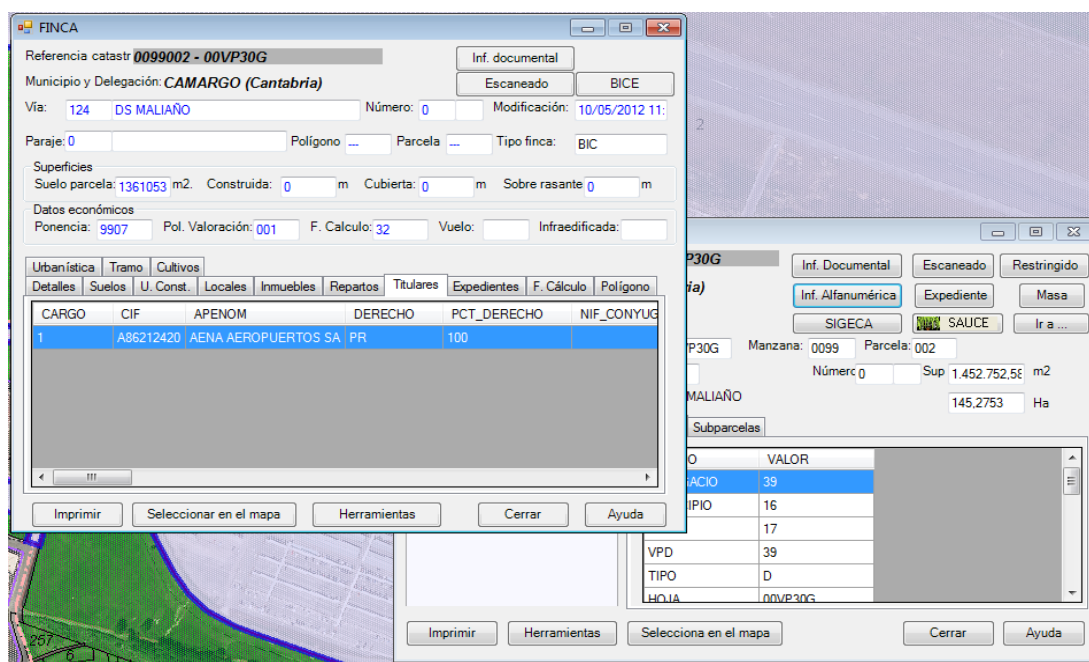 FINCA
Referencia catastr 0099002 - 00VP30G
Inf. documental
Municipio y Delegación: CAMARGO (Cantabria)
Escaneado BICE
Vía: 124 DS MALIAÑO Número: 0 Modificación: 10/05/2012 11:
Paraje: 0 Polígono --- Parcela --- Tipo finca: BIC
Superficies
Suelo parcela: 1361053 m2. Construida: 0 m Cubierta: 0 m Sobre rasante 0 m
Datos económicos
Ponencia: 9907 Pol. Valoración: 001 F. Calculo: 32 Vuelo: Infraedificada:
Urbanística Tramo Cultivos
Detalles Suelos U. Const. Locales Inmuebles Repartos Titulares Expedientes F. Cálculo Polígono
CARGO CIF APENOM DERECHO PCT_DERECHO NIF_CONYUG
1 A86212420 AENA AEROPUERTOS SA PR 100
Imprimir Seleccionar en el mapa Herramientas Cerrar Ayuda
2
P30G Inf. Documental Escaneado Restringido
ia) Inf. Alfanumérica Expediente Masa
SIGECA SAUCE Ir a ...
P30G Manzana: 0099 Parcela: 002
Número 0 Sup 1.452.752,58 m2
MALIAÑO 145,2753 Ha
Subparcelas
O VALOR
ACIO 39
IPIO 16
17
VPD 39
TIPO D
HOJA 00VP30G
Imprimir Herramientas Selecciona en el mapa Cerrar Ayuda
257
6